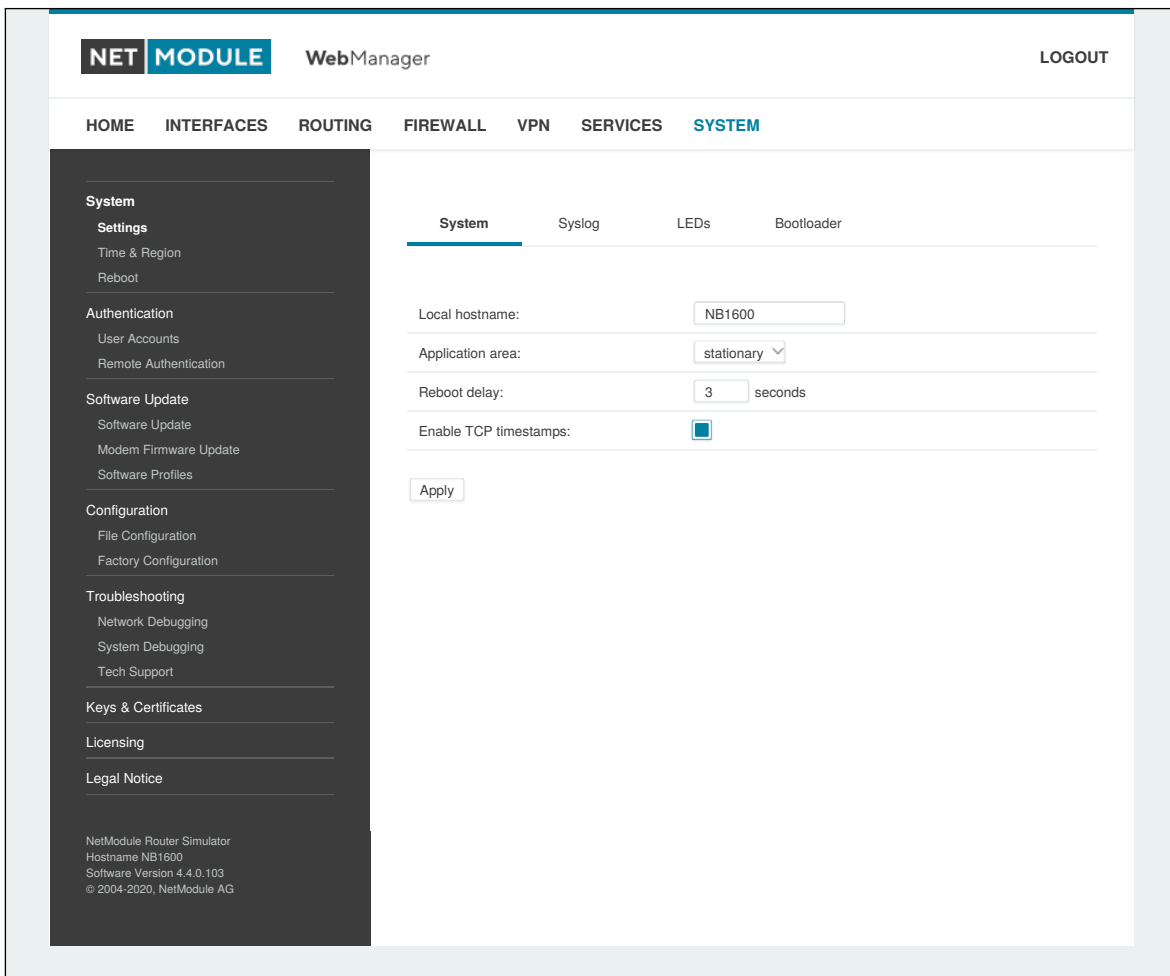 NET MODULE WebManager LOGOUT
HOME INTERFACES ROUTING FIREWALL VPN SERVICES SYSTEM
System
Settings
Time & Region
Reboot
Authentication
User Accounts
Remote Authentication
Software Update
Software Update
Modem Firmware Update
Software Profiles
Configuration
File Configuration
Factory Configuration
Troubleshooting
Network Debugging
System Debugging
Tech Support
Keys & Certificates
Licensing
Legal Notice
NetModule Router Simulator
Hostname NB1600
Software Version 4.4.0.103
© 2004-2020, NetModule AG
System Syslog LEDs Bootloader
Local hostname: NB1600
Application area: stationary
Reboot delay: 3 seconds
Enable TCP timestamps:
Apply